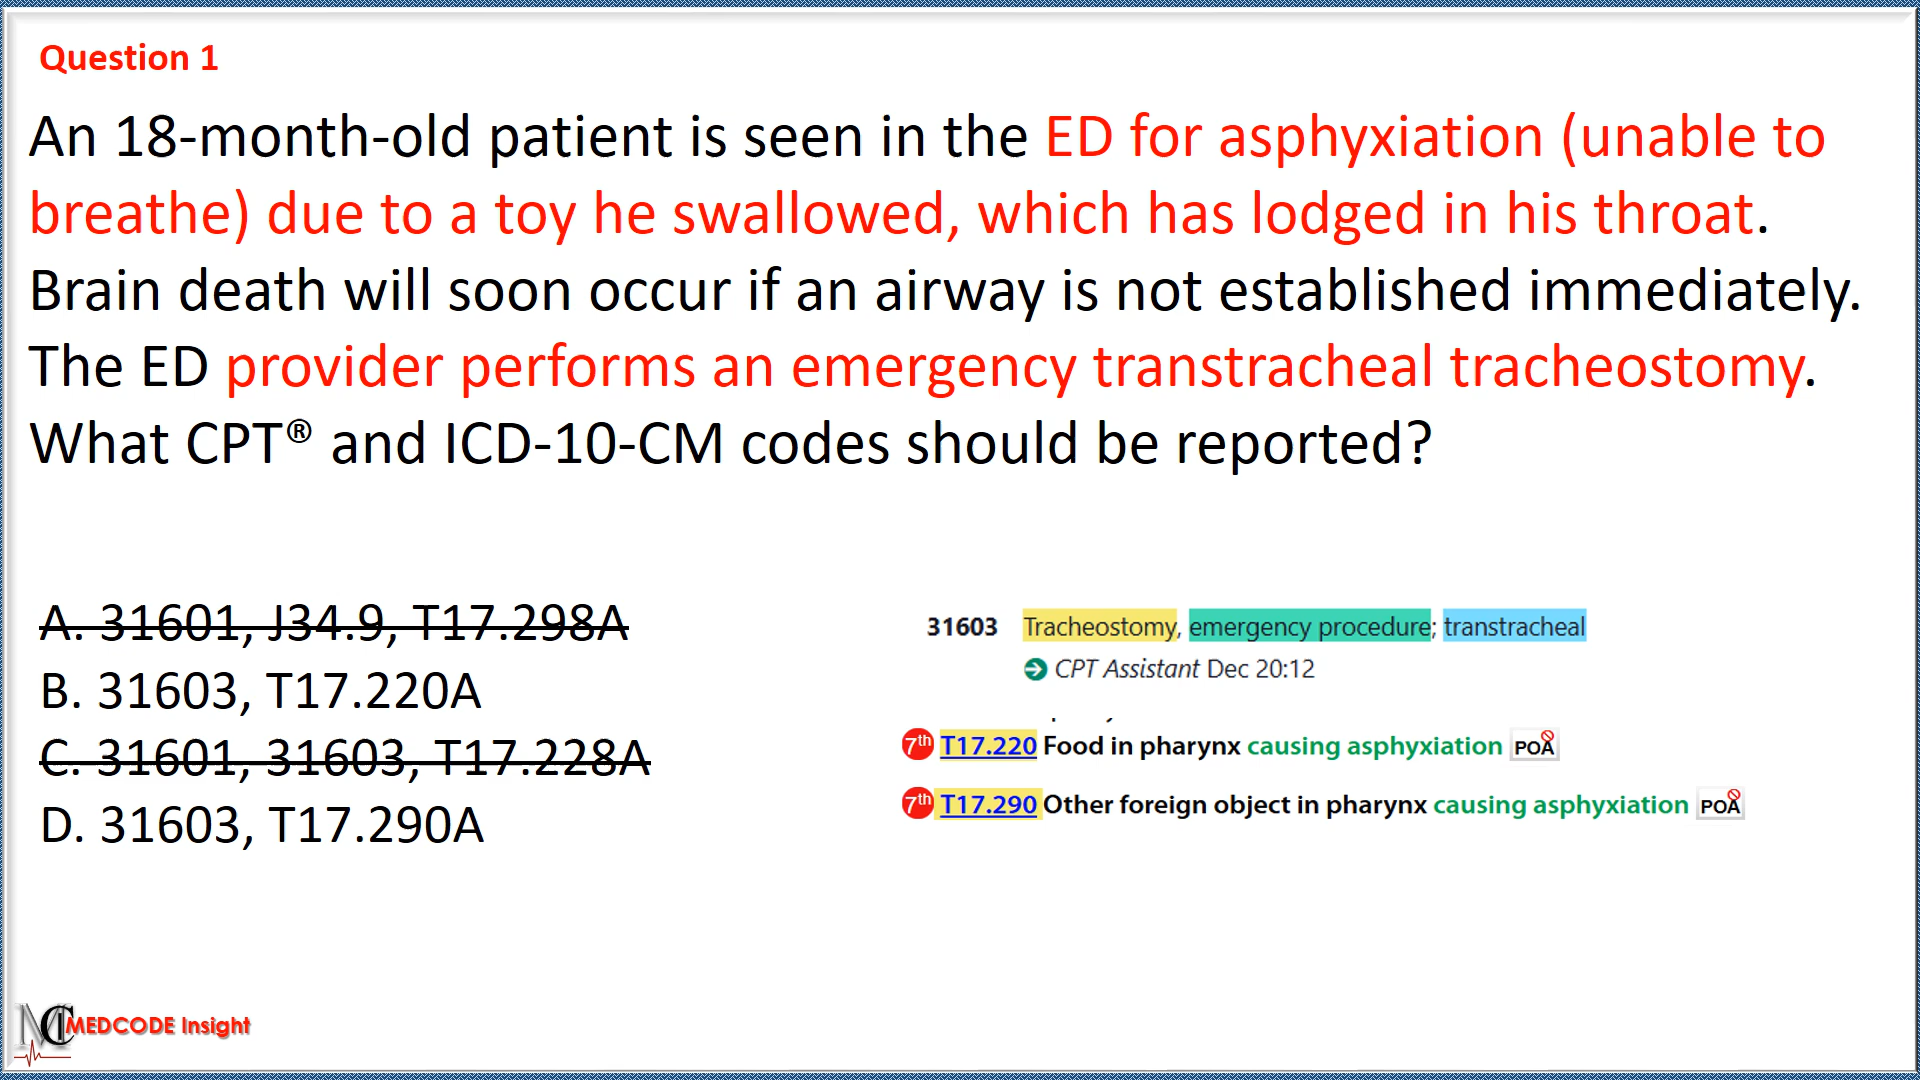 Question 1
An 18-month-old patient is seen in the ED for asphyxiation (unable to
breathe) due to a toy he swallowed, which has lodged in his throat.
Brain death will soon occur if an airway is not established immediately.
The ED provider performs an emergency transtracheal tracheostomy.
What CPT® and ICD-10-CM codes should be reported?
A. 31601, J34.9, T17.298A
B. 31603, T17.220A
C. 31601, 31603, T17.228A
D. 31603, T17.290A
31603 Tracheostomy, emergency procedure; transtracheal
CPT Assistant Dec 20:12
7th T17.220 Food in pharynx causing asphyxiation POA
7th T17.290 Other foreign object in pharynx causing asphyxiation POA
MCI MEDCODE Insight